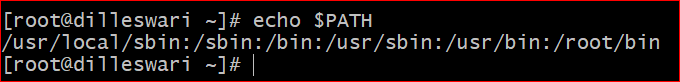 [root@dilleswari ~]# echo $PATH
/usr/local/sbin:/sbin:/bin:/usr/sbin:/usr/bin:/root/bin
[root@dilleswari ~]#